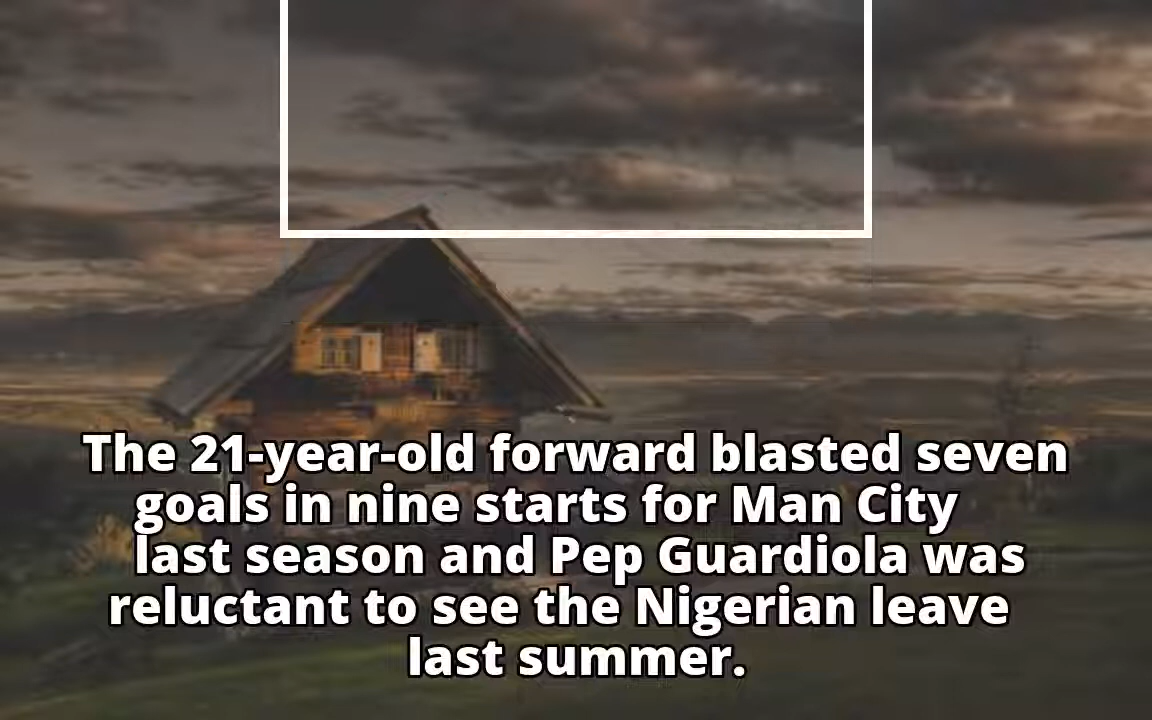 The 21-year-old forward blasted seven
goals in nine starts for Man City
last season and Pep Guardiola was
reluctant to see the Nigerian leave
last summer.